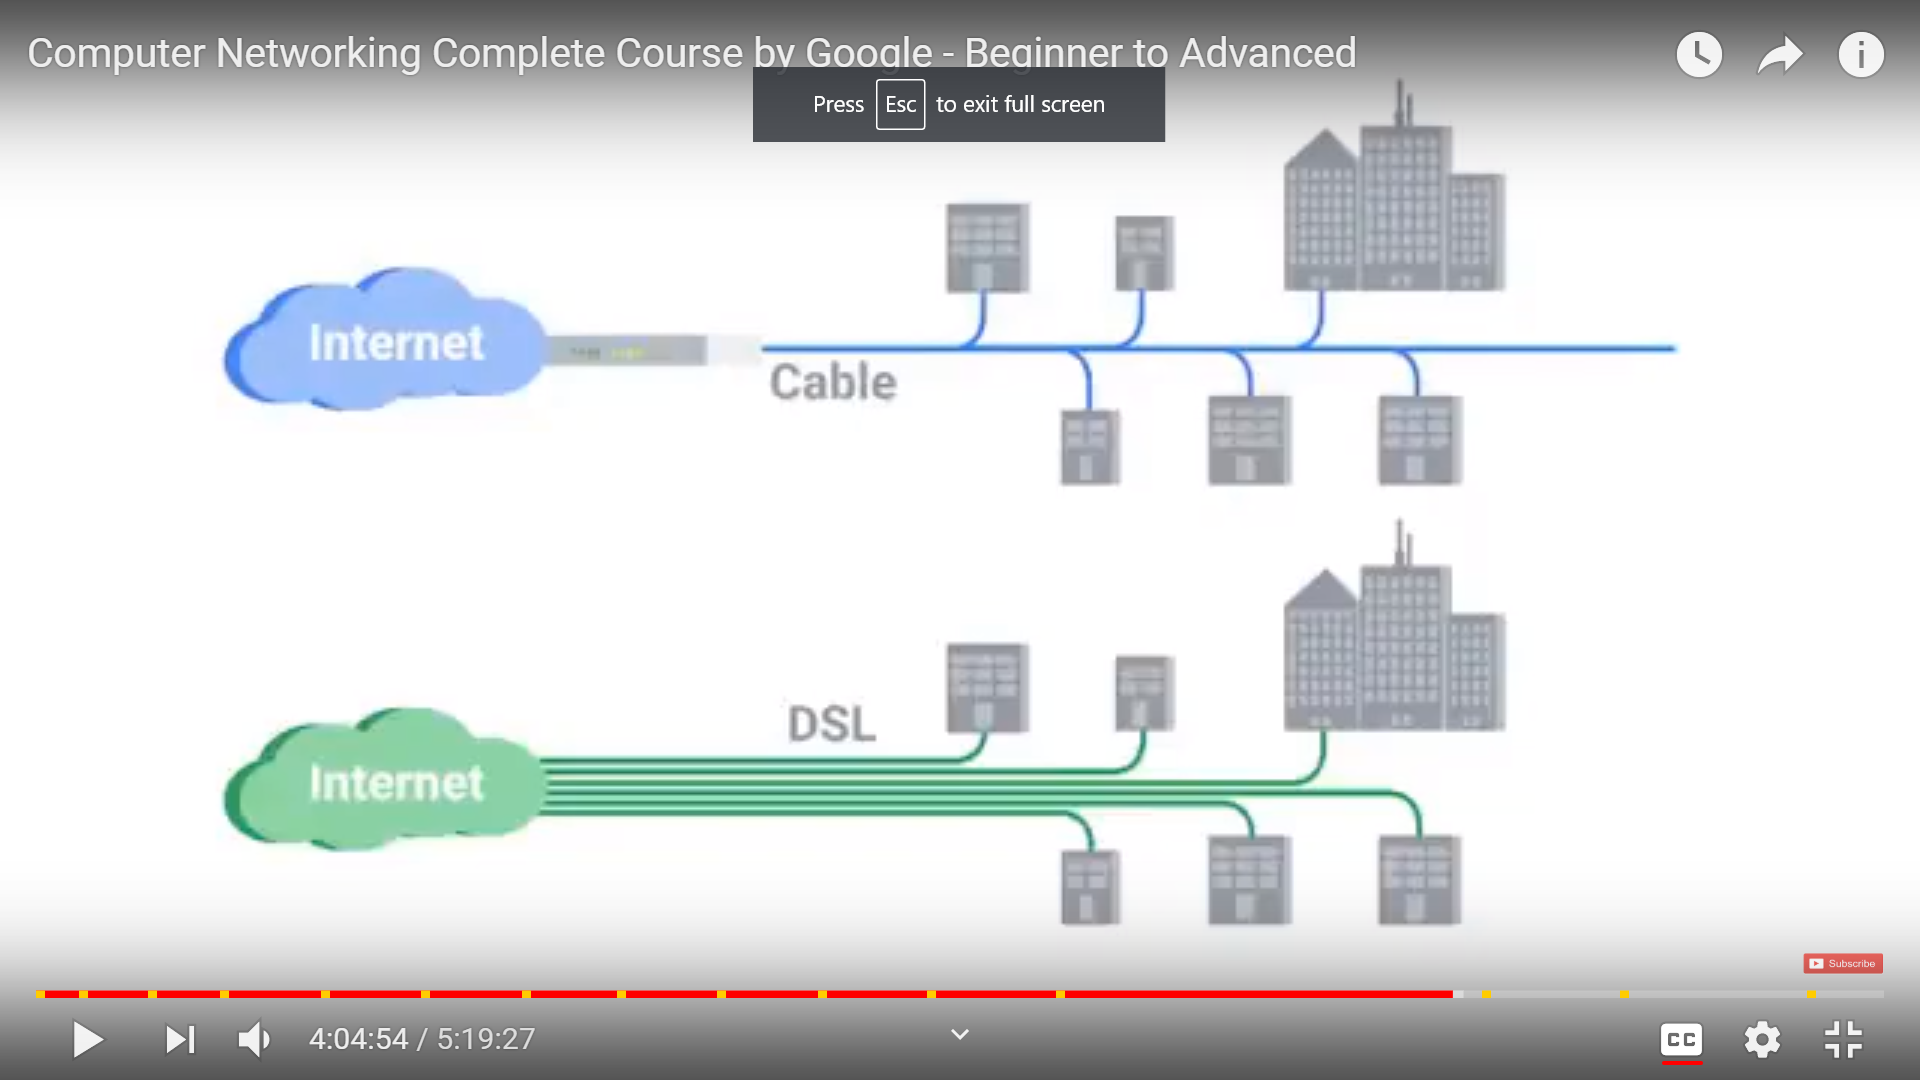 Computer Networking Complete Course by Google - Beginner to Advanced
Press Esc to exit full screen
Internet
Cable
DSL
Internet
Subscribe
4:04:54 / 5:19:27
CC